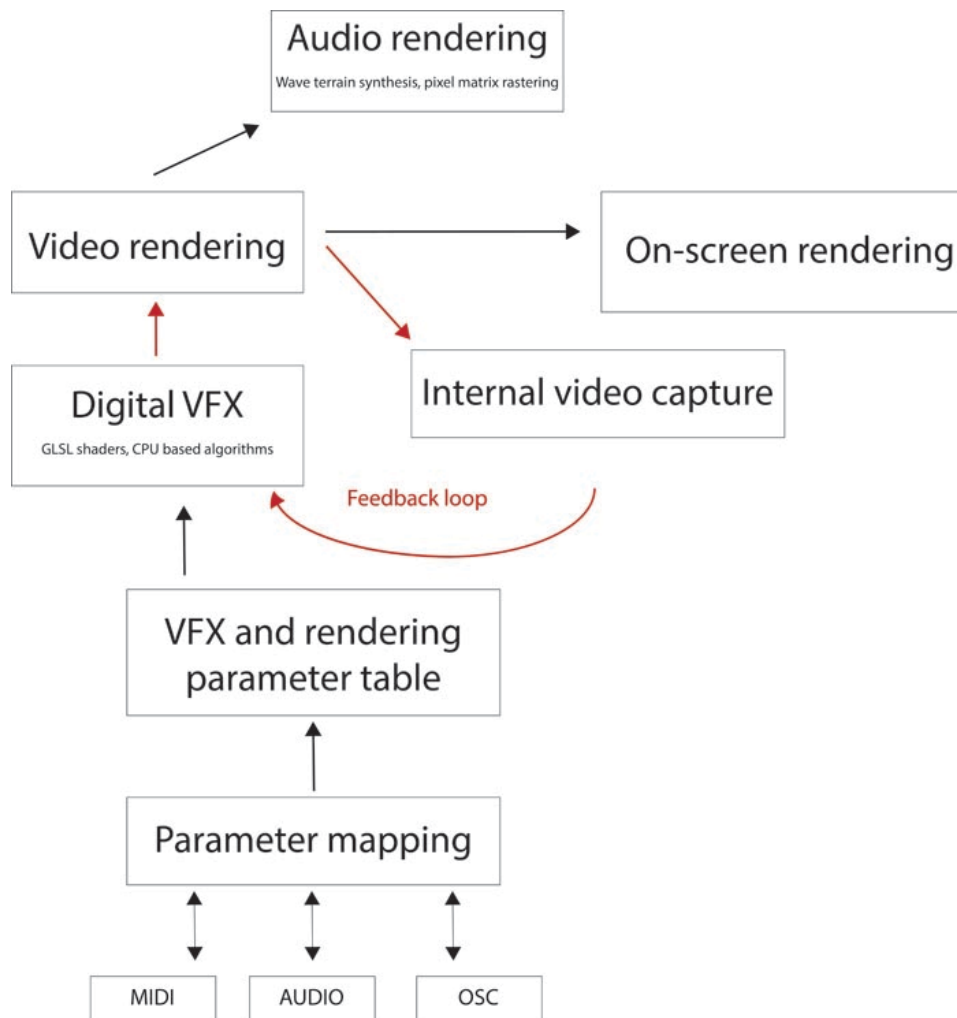 Audio rendering
Wave terrain synthesis, pixel matrix rastering
Video rendering
On-screen rendering
Internal video capture
Digital VFX
GLSL shaders, CPU based algorithms
Feedback loop
VFX and rendering
parameter table
Parameter mapping
MIDI
AUDIO
OSC